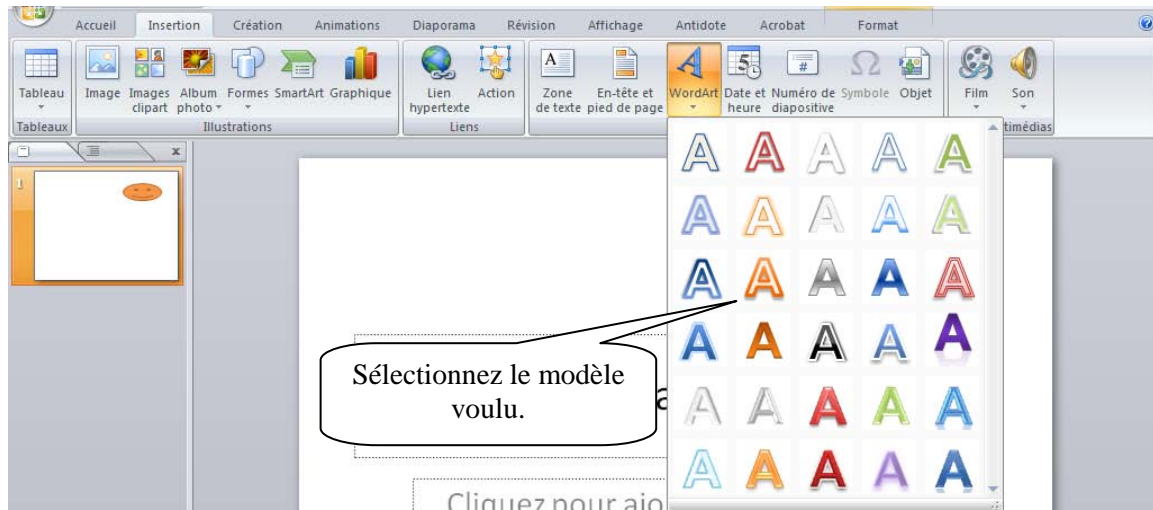 Accueil Insertion Création Animations Diaporama Révision Affichage Antidote Acrobat Format
Tableau Image Images clipart Album photo Formes SmartArt Graphique Lien hypertexte Action Zone de texte En-tête et pied de page WordArt Date et heure Numéro de diapositive Symbole Objet Film Son
Tableaux Illustrations Liens timédias
1
Sélectionnez le modèle
voulu.
Cliquez pour ajo